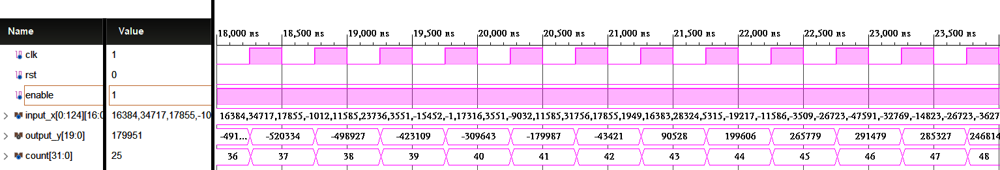 Name Value 18,000 ns 18,500 ns 19,000 ns 19,500 ns 20,000 ns 20,500 ns 21,000 ns 21,500 ns 22,000 ns 22,500 ns 23,000 ns 23,500 ns
clk 1
rst 0
enable 1
input_x[0:124][16:0 16384,34717,17855,-10 16384,34717,17855,-1012,11585,23736,3551,-15452,-1,17316,3551,-9032,11585,31756,17855,1949,16383,28324,5315,-19217,-11586,-3509,-26723,-47591,-32769,-14823,-26723,-3627
output_y[19:0] 179951 -491... -520334 -498927 -423109 -309643 -179987 -43421 90528 199606 265779 291479 285327 246814
count[31:0] 25 36 37 38 39 40 41 42 43 44 45 46 47 48